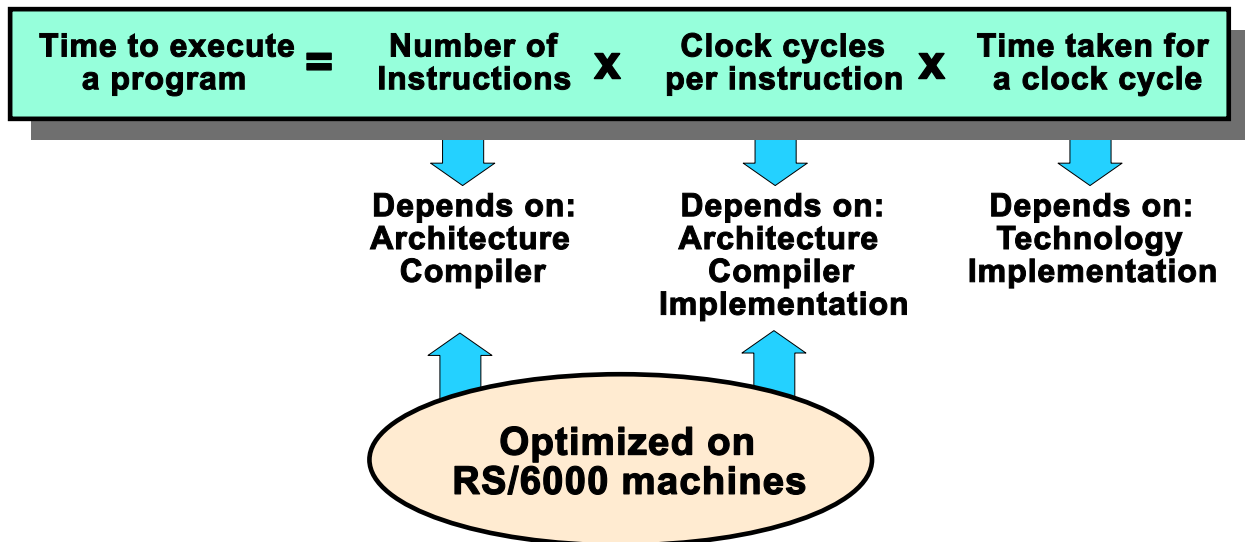 Time to execute
a program
=
Number of
Instructions
x
Clock cycles
per instruction
x
Time taken for
a clock cycle
Depends on:
Architecture
Compiler
Depends on:
Architecture
Compiler
Implementation
Depends on:
Technology
Implementation
Optimized on
RS/6000 machines